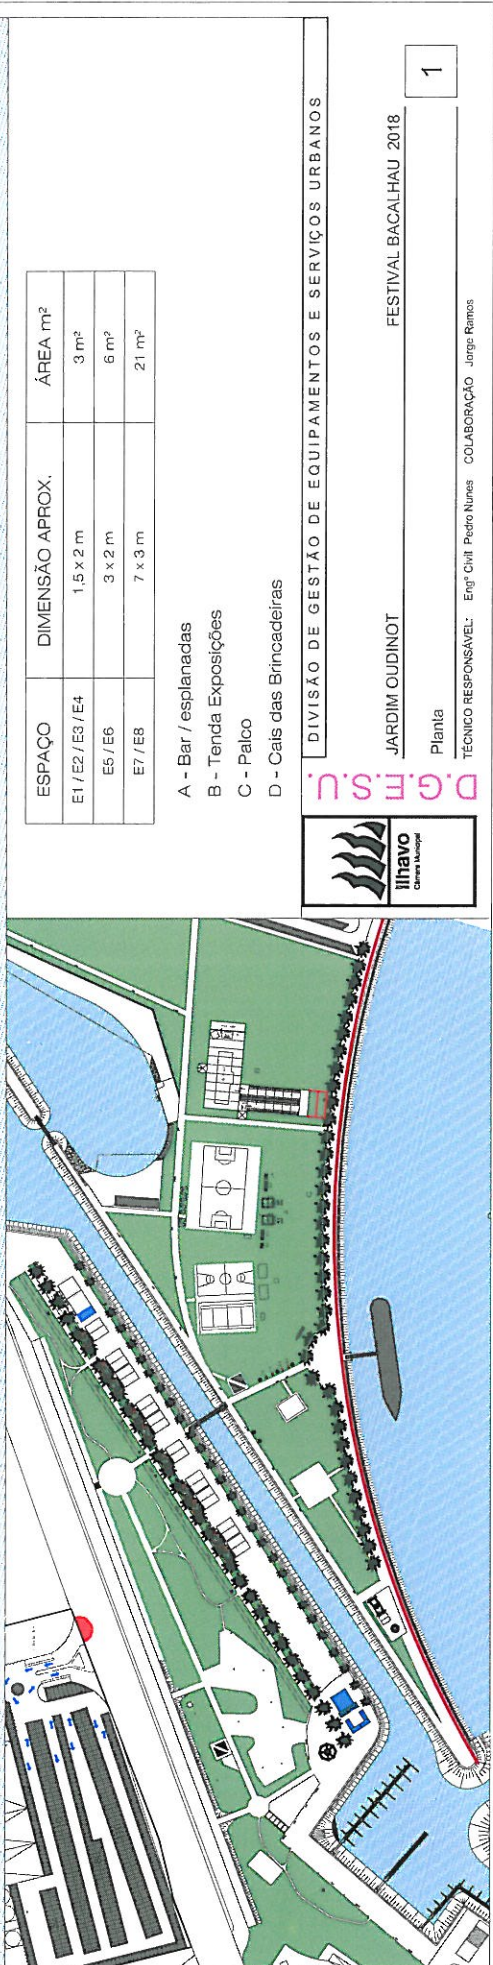 ESPAÇO DIMENSÃO APROX. ÁREA m²
E1 / E2 / E3 / E4 1,5 x 2 m 3 m²
E5 / E6 3 x 2 m 6 m²
E7 / E8 7 x 3 m 21 m²
A - Bar / esplanadas
B - Tenda Exposições
C - Palco
D - Cais das Brincadeiras
DIVISÃO DE GESTÃO DE EQUIPAMENTOS E SERVIÇOS URBANOS
ílhavo
Câmara Municipal
D.G.E.S.U.
JARDIM OUDINOT FESTIVAL BACALHAU 2018
Planta
1
TÉCNICO RESPONSÁVEL: Engº Civil Pedro Nunes COLABORAÇÃO Jorge Ramos